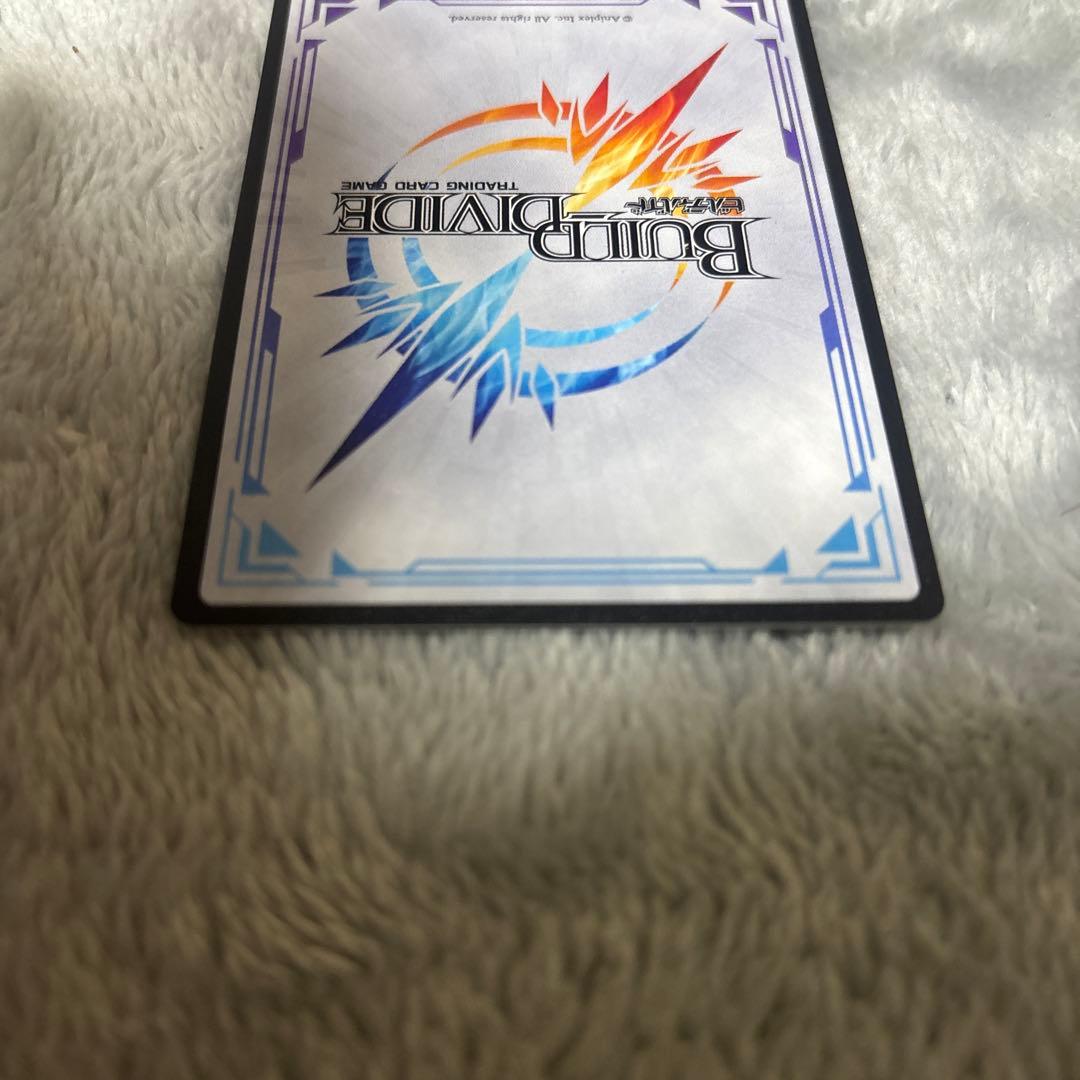 BUILD
ビルディバイド
DIVIDE
TRADING CARD GAME
© Aniplex Inc. All rights reserved.